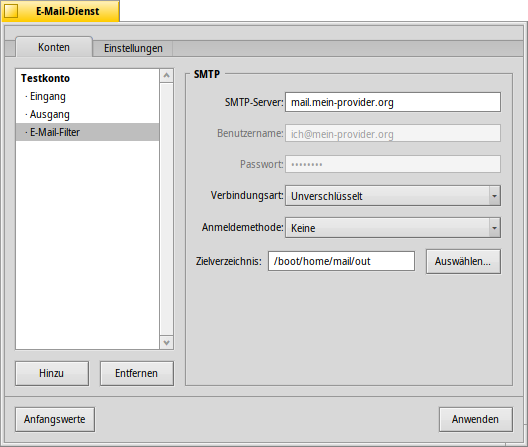 E-Mail-Dienst
Konten
Einstellungen
Testkonto
· Eingang
· Ausgang
· E-Mail-Filter
Hinzu
Entfernen
SMTP
SMTP-Server: mail.mein-provider.org
Benutzername: ich@mein-provider.org
Passwort: ••••••••
Verbindungsart: Unverschlüsselt
Anmeldemethode: Keine
Zielverzeichnis: /boot/home/mail/out
Auswählen...
Anfangswerte
Anwenden